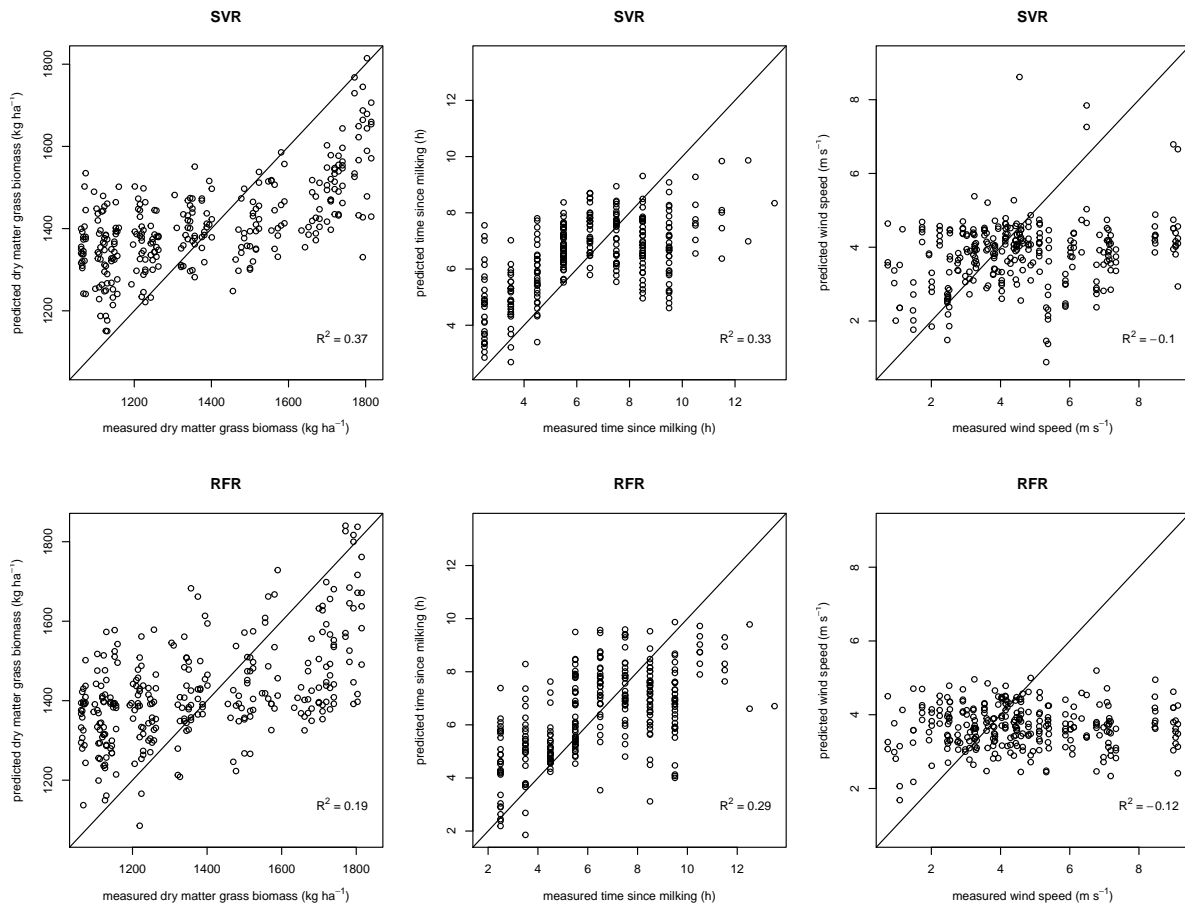 SVR
predicted dry matter grass biomass (kg ha⁻¹)
1200 1400 1600 1800
R² = 0.37
1200 1400 1600 1800
measured dry matter grass biomass (kg ha⁻¹)
SVR
predicted time since milking (h)
4 6 8 10 12
R² = 0.33
4 6 8 10 12
measured time since milking (h)
SVR
predicted wind speed (m s⁻¹)
2 4 6 8
R² = −0.1
2 4 6 8
measured wind speed (m s⁻¹)
RFR
predicted dry matter grass biomass (kg ha⁻¹)
1200 1400 1600 1800
R² = 0.19
1200 1400 1600 1800
measured dry matter grass biomass (kg ha⁻¹)
RFR
predicted time since milking (h)
2 4 6 8 10 12
R² = 0.29
2 4 6 8 10 12
measured time since milking (h)
RFR
predicted wind speed (m s⁻¹)
2 4 6 8
R² = −0.12
2 4 6 8
measured wind speed (m s⁻¹)